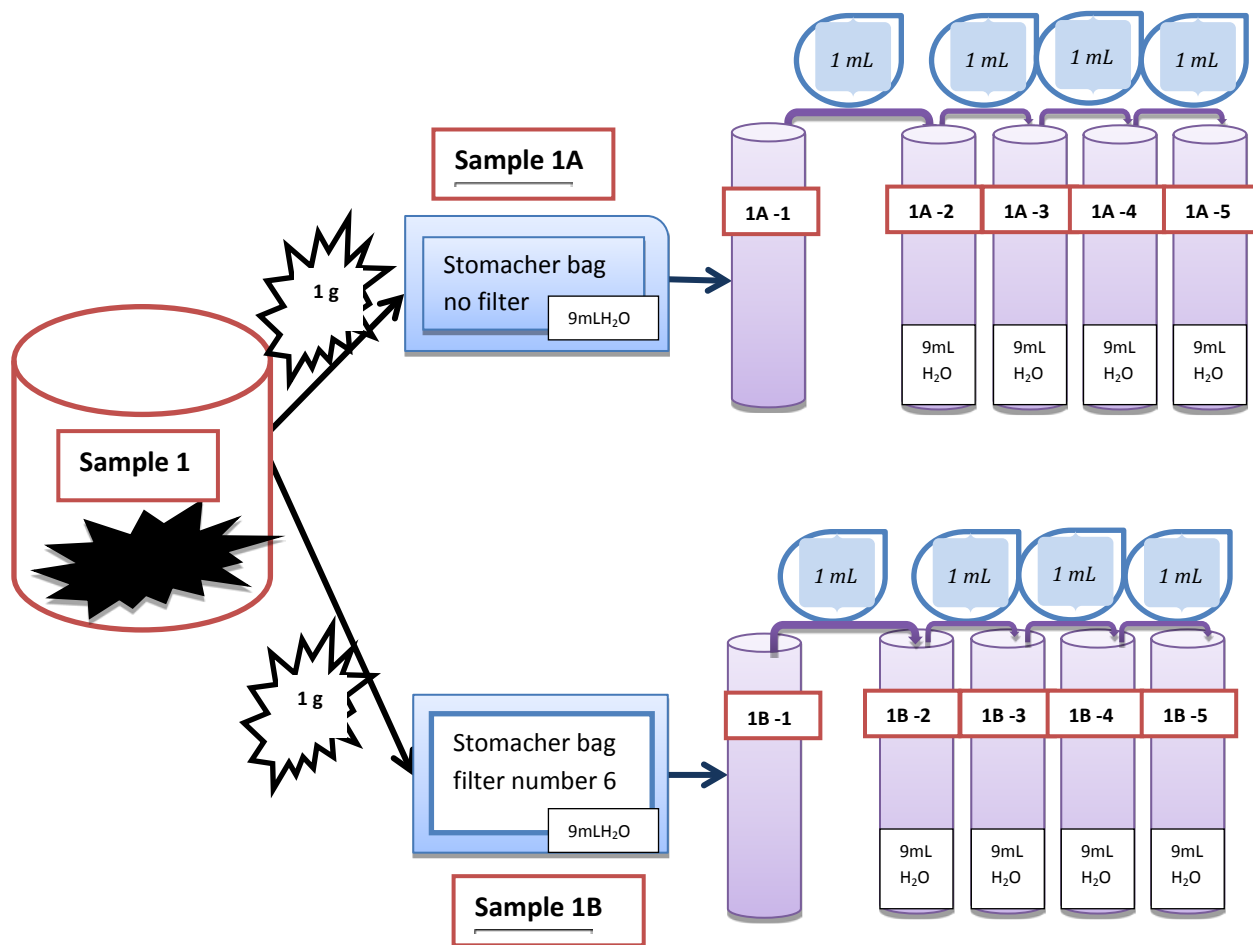 1 mL
1 mL
1 mL
1 mL
Sample 1A
1A -1
1A -2
1A -3
1A -4
1A -5
Stomacher bag
no filter
9mLH₂O
1 g
9mL
H₂O
9mL
H₂O
9mL
H₂O
9mL
H₂O
Sample 1
1 mL
1 mL
1 mL
1 mL
1 g
1B -1
1B -2
1B -3
1B -4
1B -5
Stomacher bag
filter number 6
9mLH₂O
9mL
H₂O
9mL
H₂O
9mL
H₂O
9mL
H₂O
Sample 1B